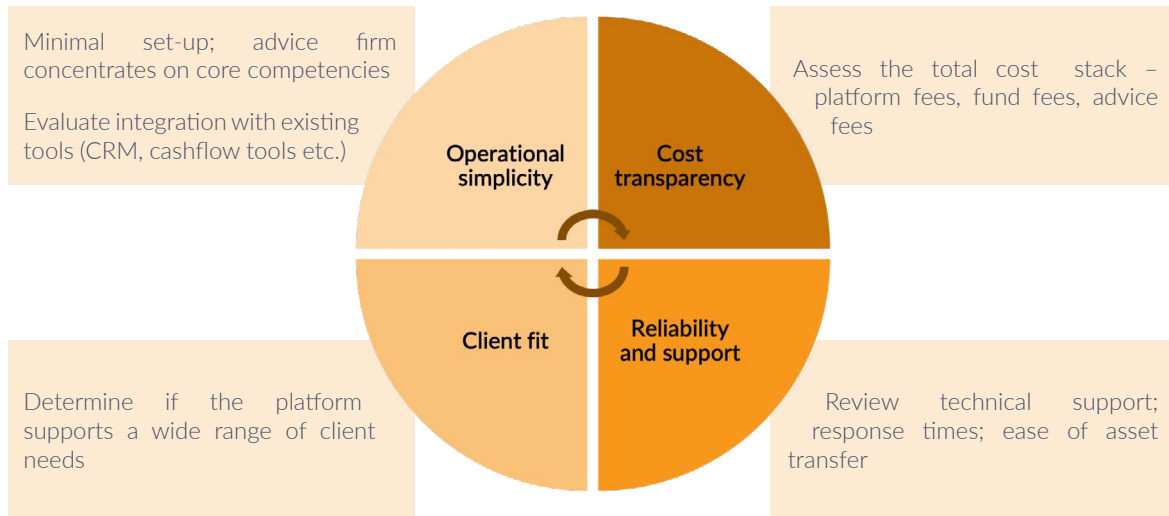 Minimal set-up; advice firm
concentrates on core competencies
Evaluate integration with existing
tools (CRM, cashflow tools etc.)
Operational
simplicity
Cost
transparency
Assess the total cost stack –
platform fees, fund fees, advice
fees
Determine if the platform
supports a wide range of client
needs
Client fit
Reliability
and support
Review technical support;
response times; ease of asset
transfer